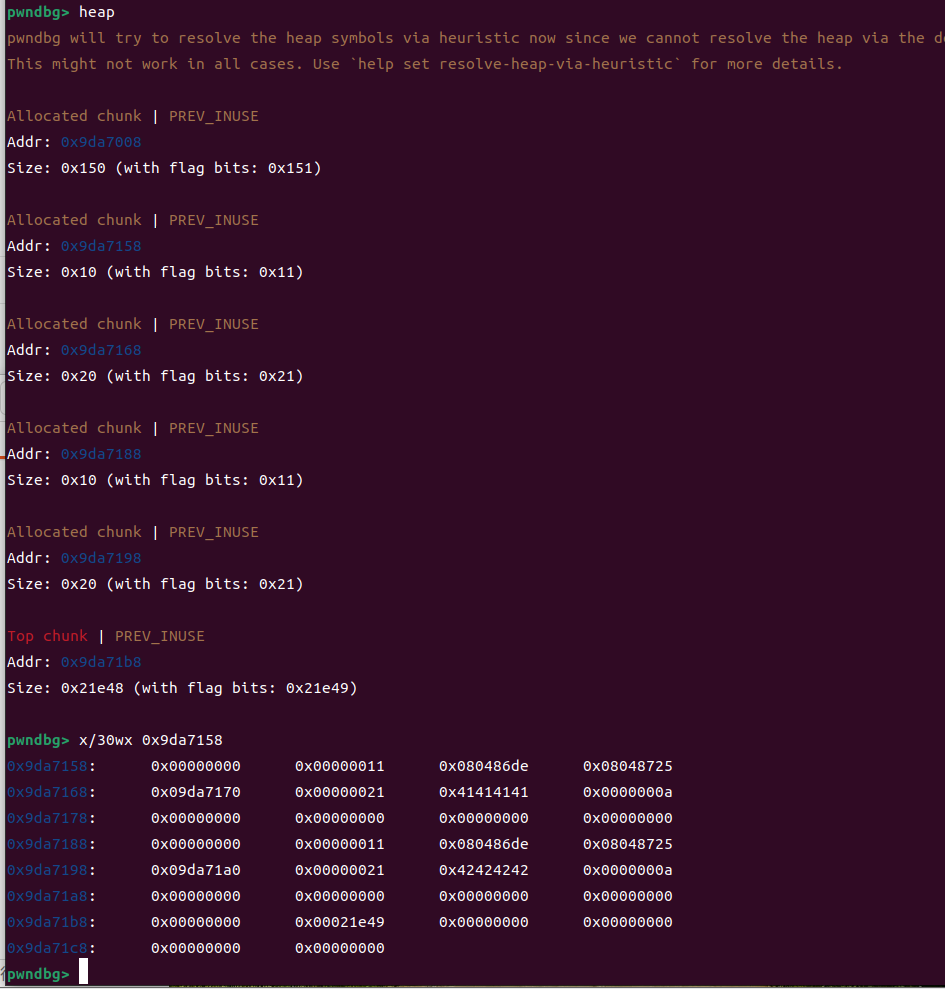 pwndbg> heap
pwndbg will try to resolve the heap symbols via heuristic now since we cannot resolve the heap via the
This might not work in all cases. Use `help set resolve-heap-via-heuristic` for more details.
Allocated chunk | PREV_INUSE
Addr: 0x9da7008
Size: 0x150 (with flag bits: 0x151)
Allocated chunk | PREV_INUSE
Addr: 0x9da7158
Size: 0x10 (with flag bits: 0x11)
Allocated chunk | PREV_INUSE
Addr: 0x9da7168
Size: 0x20 (with flag bits: 0x21)
Allocated chunk | PREV_INUSE
Addr: 0x9da7188
Size: 0x10 (with flag bits: 0x11)
Allocated chunk | PREV_INUSE
Addr: 0x9da7198
Size: 0x20 (with flag bits: 0x21)
Top chunk | PREV_INUSE
Addr: 0x9da71b8
Size: 0x21e48 (with flag bits: 0x21e49)
pwndbg> x/30wx 0x9da7158
0x9da7158: 0x00000000 0x00000011 0x080486de 0x08048725
0x9da7168: 0x09da7170 0x00000021 0x41414141 0x0000000a
0x9da7178: 0x00000000 0x00000000 0x00000000 0x00000000
0x9da7188: 0x00000000 0x00000011 0x080486de 0x08048725
0x9da7198: 0x09da71a0 0x00000021 0x42424242 0x0000000a
0x9da71a8: 0x00000000 0x00000000 0x00000000 0x00000000
0x9da71b8: 0x00000000 0x00021e49 0x00000000 0x00000000
0x9da71c8: 0x00000000 0x00000000
pwndbg>